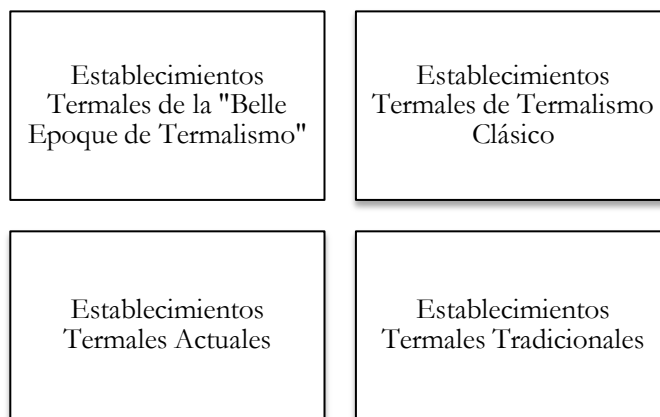 Establecimientos
Termales de la "Belle
Epoque de Termalismo"
Establecimientos
Termales de Termalismo
Clásico
Establecimientos
Termales Actuales
Establecimientos
Termales Tradicionales